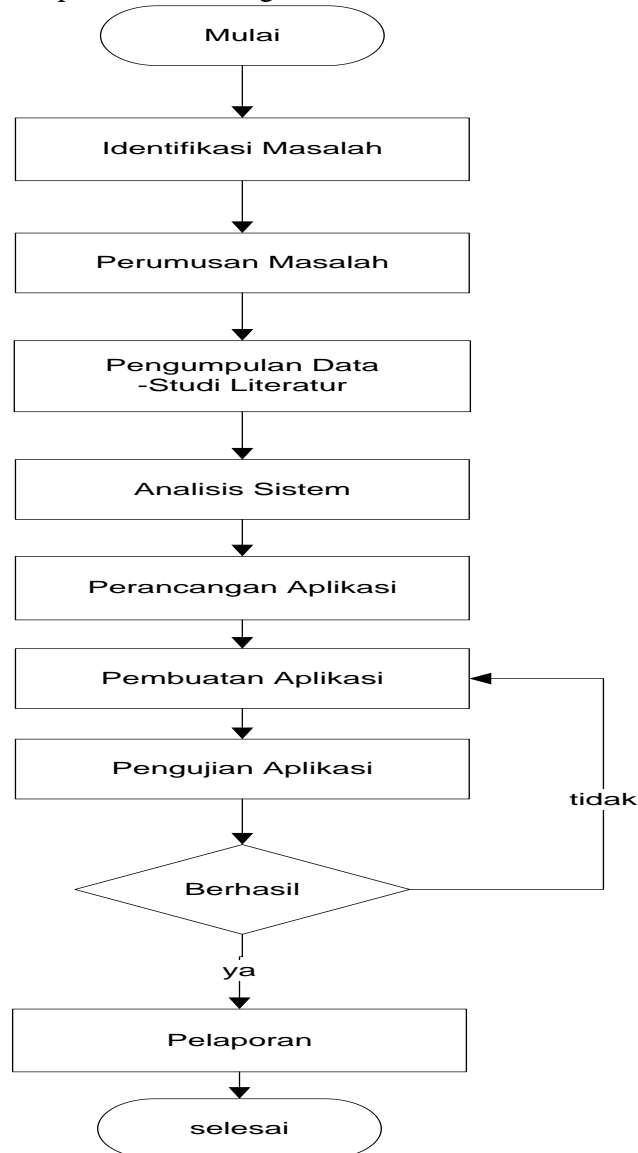 Mulai
Identifikasi Masalah
Perumusan Masalah
Pengumpulan Data
-Studi Literatur
Analisis Sistem
Perancangan Aplikasi
Pembuatan Aplikasi
Pengujian Aplikasi
tidak
Berhasil
ya
Pelaporan
selesai